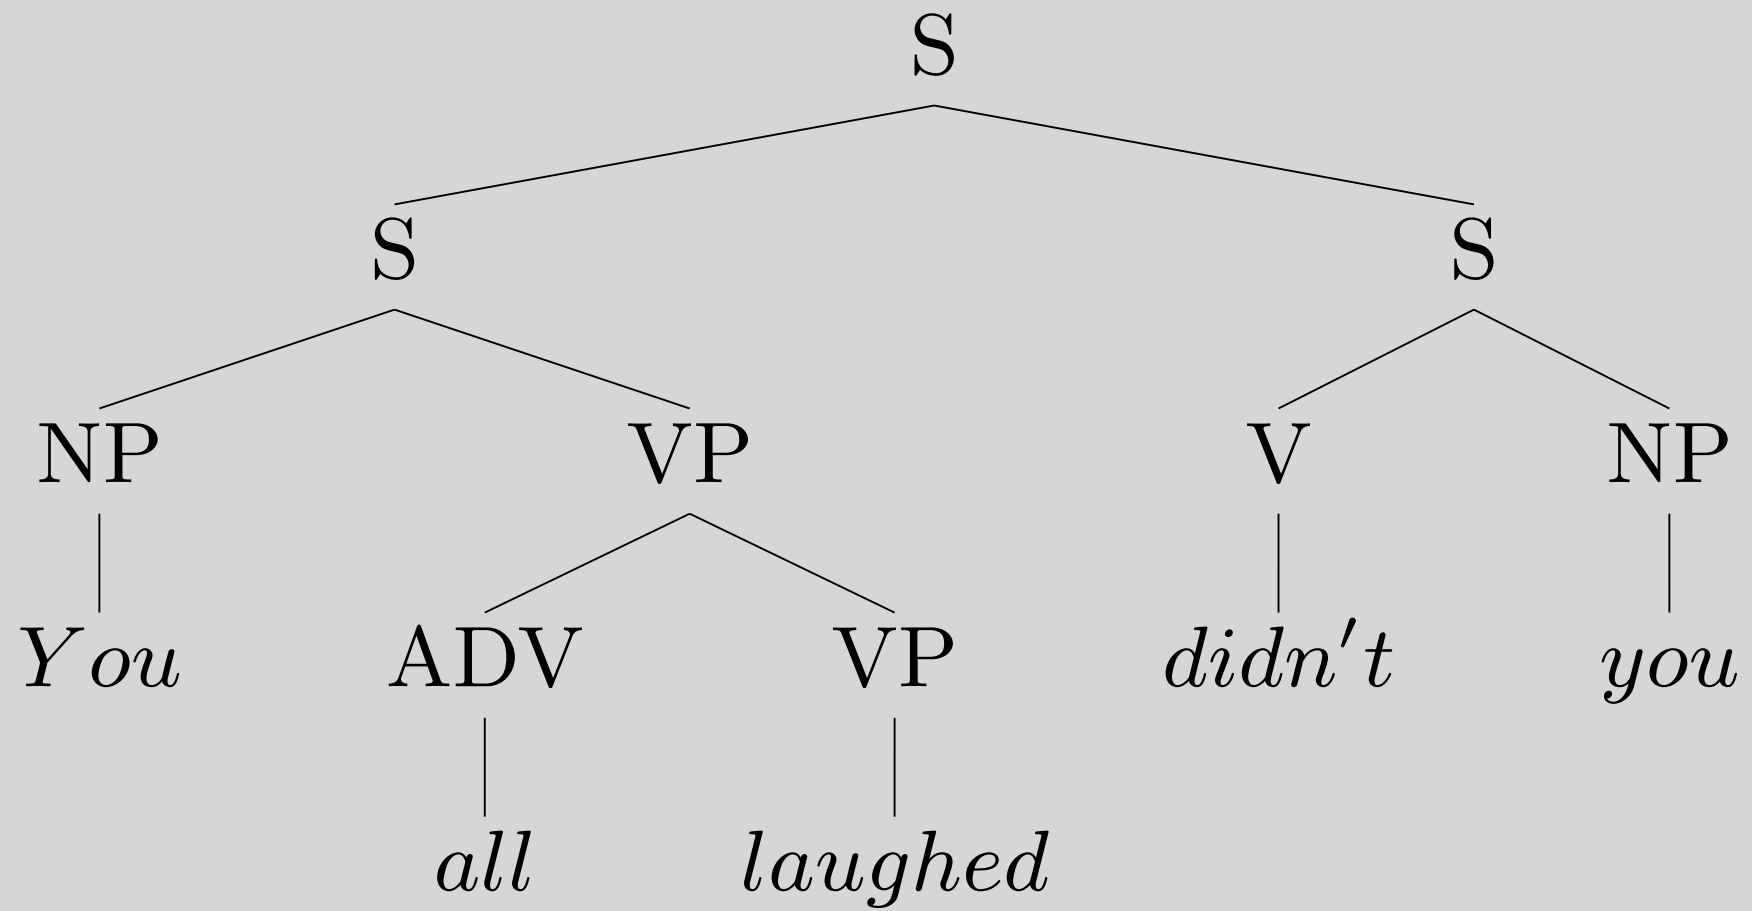 S
S S
NP VP V NP
You ADV VP didn't you
all laughed